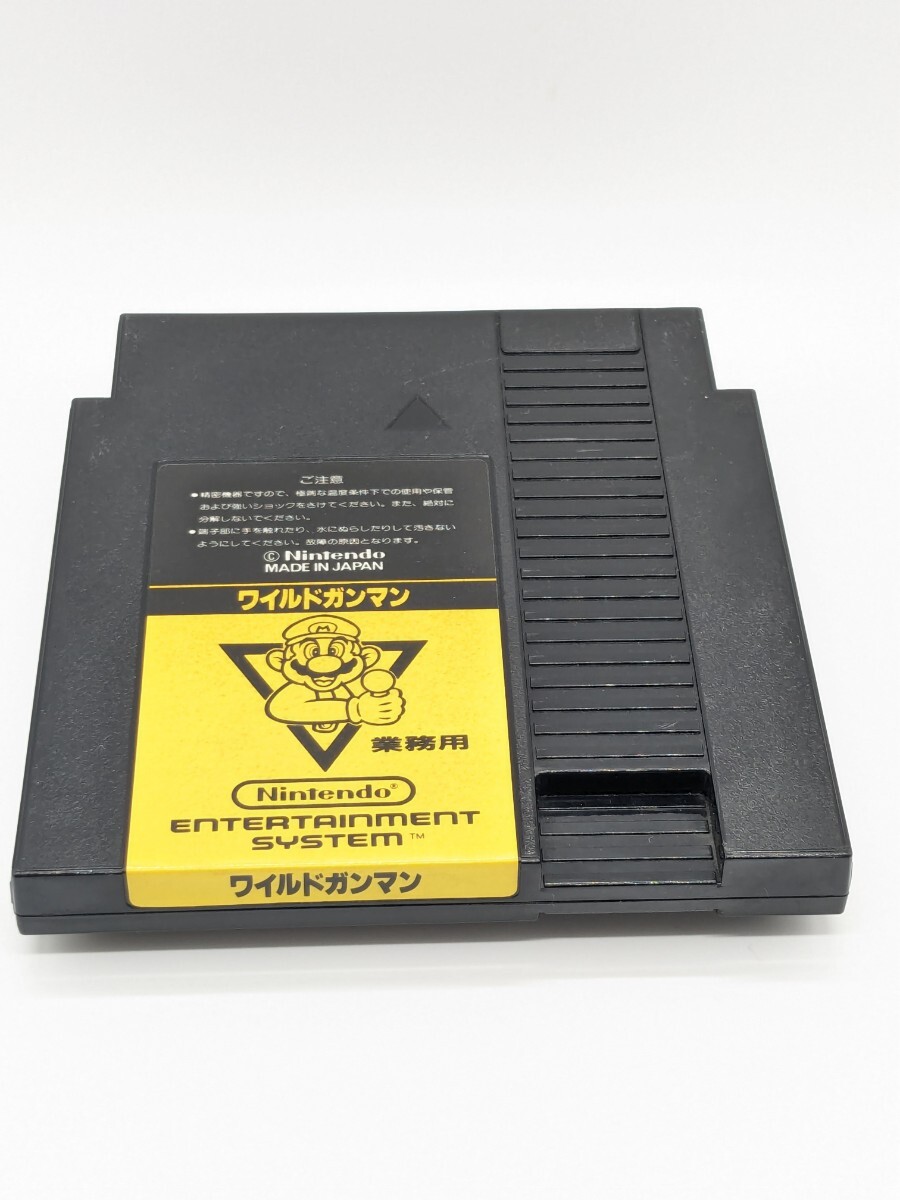 ご注意
●精密機器ですので、極端な温度条件下での使用や保管
および強いショックをさけてください。また、絶対に
分解しないでください。
●端子部に手を触れたり、水にぬらしたりして汚さない
ようにしてください。故障の原因となります。
© Nintendo
MADE IN JAPAN
ワイルドガンマン
M
業務用
Nintendo®
ENTERTAINMENT
SYSTEM™
ワイルドガンマン